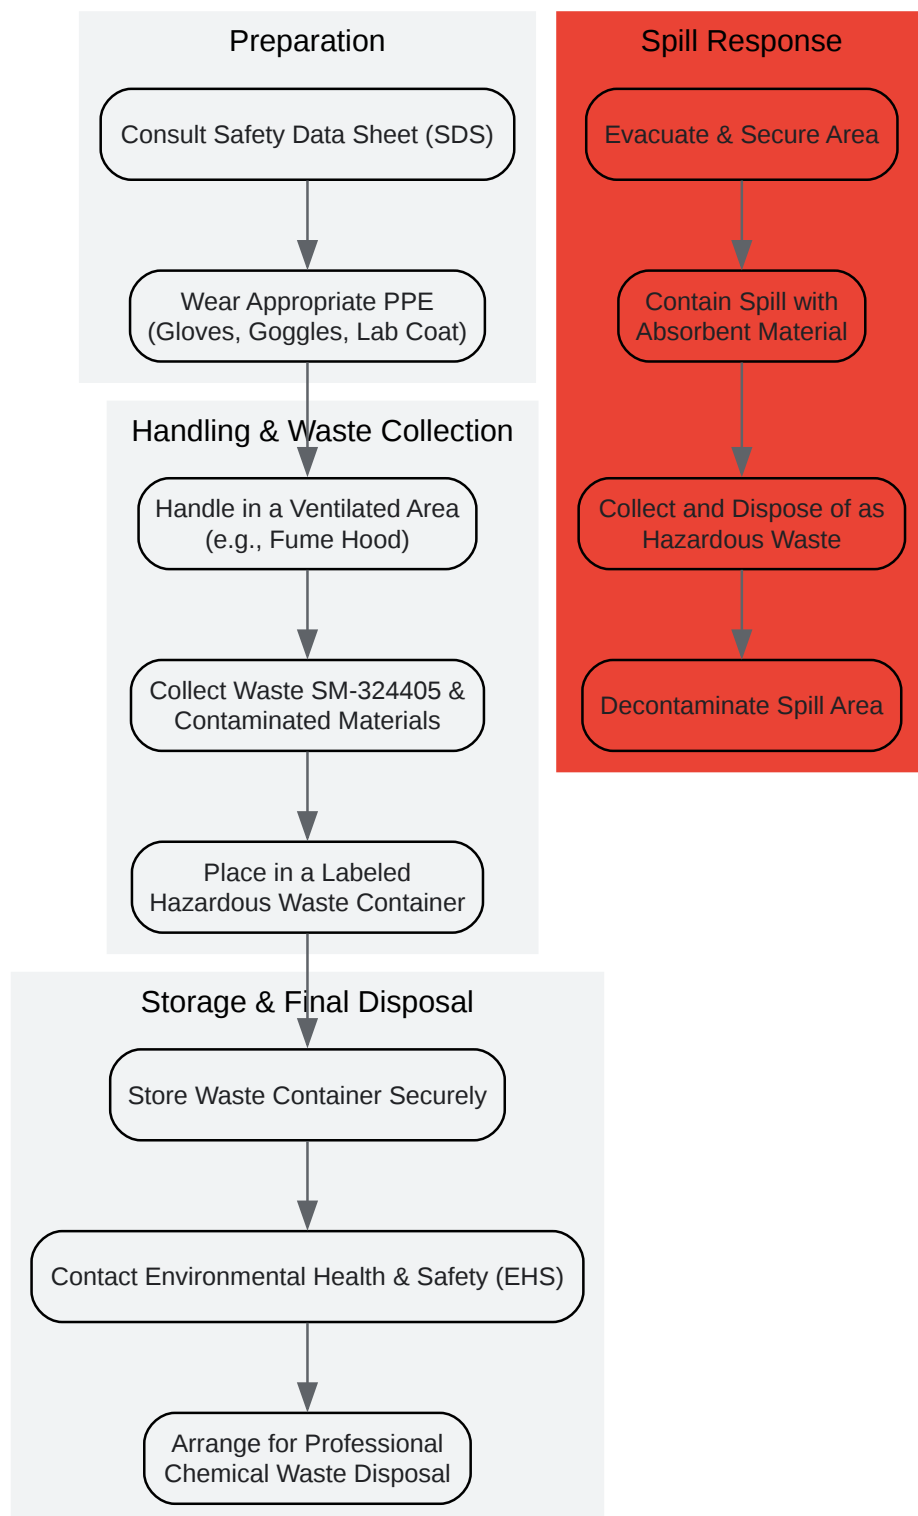 Preparation
Consult Safety Data Sheet (SDS)
Wear Appropriate PPE
(Gloves, Goggles, Lab Coat)
Handling & Waste Collection
Handle in a Ventilated Area
(e.g., Fume Hood)
Collect Waste SM-324405 &
Contaminated Materials
Place in a Labeled
Hazardous Waste Container
Storage & Final Disposal
Store Waste Container Securely
Contact Environmental Health & Safety (EHS)
Arrange for Professional
Chemical Waste Disposal
Spill Response
Evacuate & Secure Area
Contain Spill with
Absorbent Material
Collect and Dispose of as
Hazardous Waste
Decontaminate Spill Area